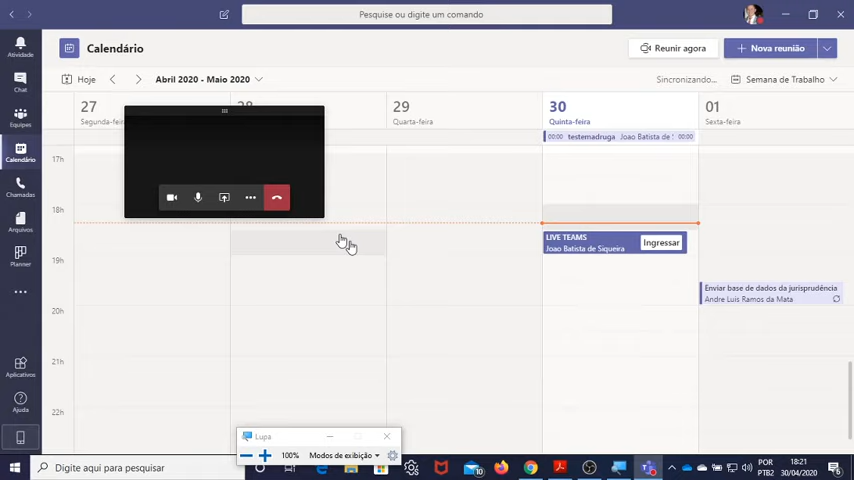 Pesquise ou digite um comando
Atividade
Chat
Equipes
Calendário
Chamadas
Arquivos
Planner
Aplicativos
Ajuda
Calendário
Reunir agora
+ Nova reunião
Hoje
Abril 2020 - Maio 2020
Sincronizando...
Semana de Trabalho
27
Segunda-feira
28
29
Quarta-feira
30
Quinta-feira
01
Sexta-feira
00:00 testemadruga Joao Batista de S 00:00
17h
18h
19h
20h
21h
22h
LIVE TEAMS
Joao Batista de Siqueira
Ingressar
Enviar base de dados da jurisprudência
Andre Luis Ramos da Mata
Lupa
100%
Modos de exibição
Digite aqui para pesquisar
POR
PTB2
18:21
30/04/2020